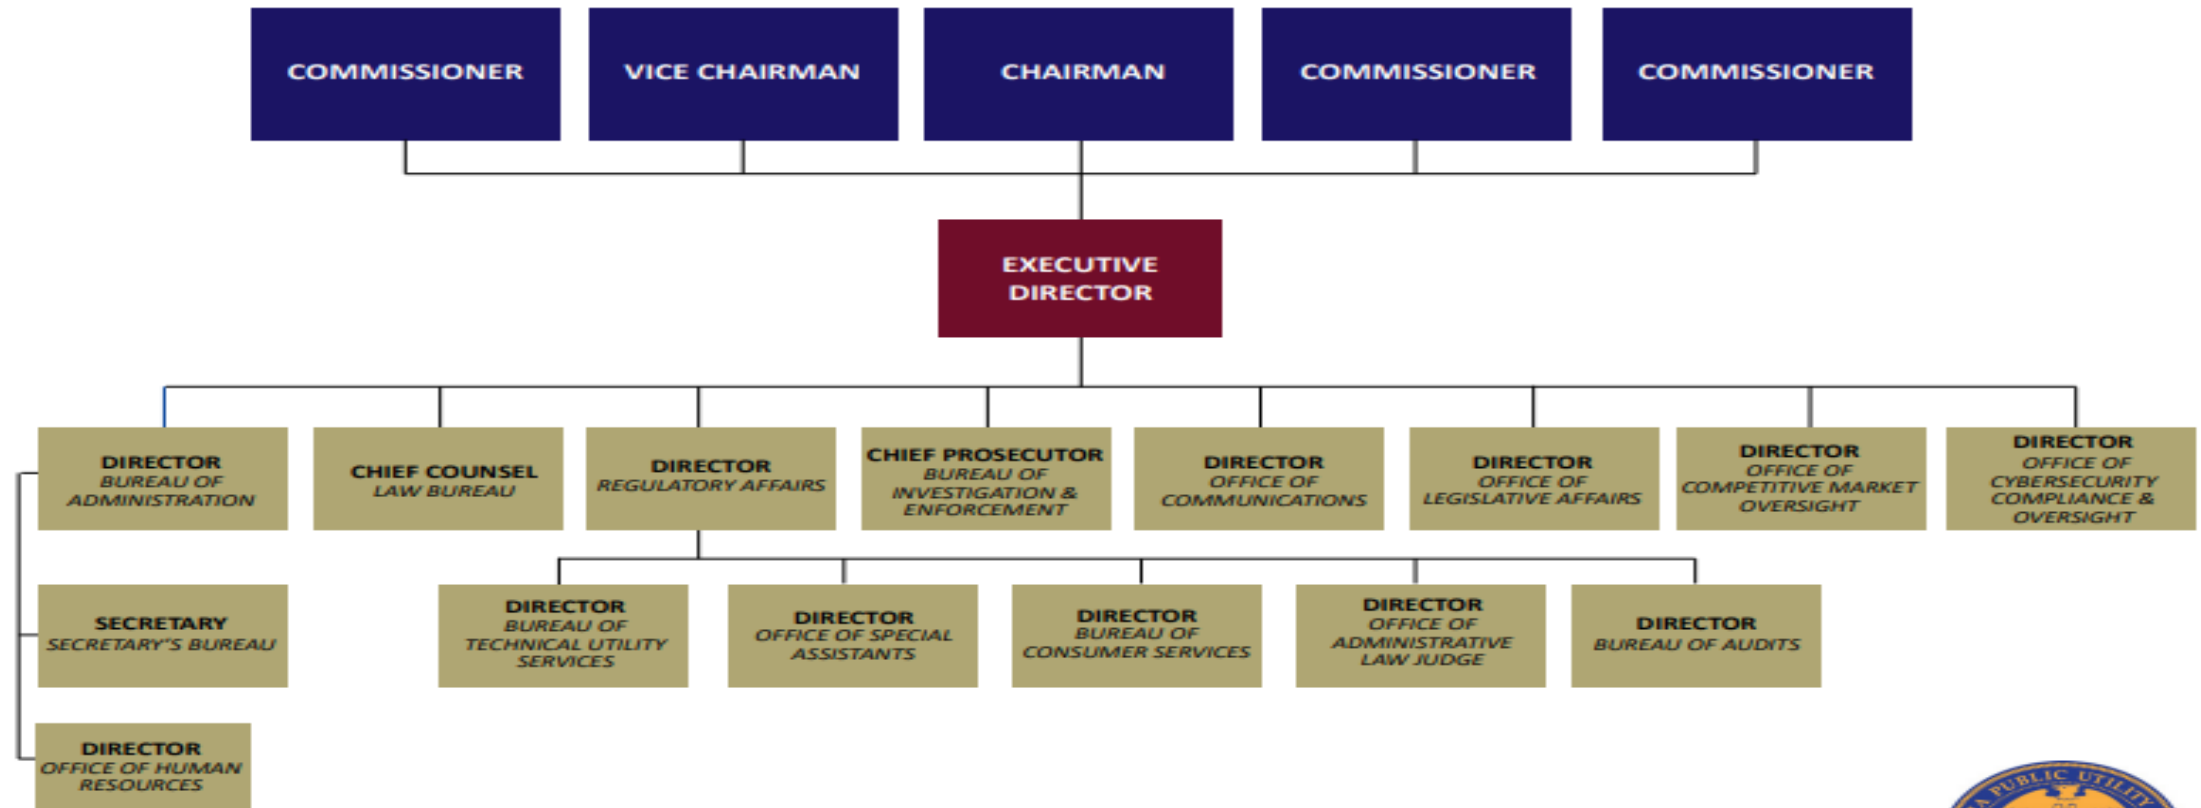 COMMISSIONER
VICE CHAIRMAN
CHAIRMAN
COMMISSIONER
COMMISSIONER
EXECUTIVE
DIRECTOR
DIRECTOR
BUREAU OF
ADMINISTRATION
CHIEF COUNSEL
LAW BUREAU
DIRECTOR
REGULATORY AFFAIRS
CHIEF PROSECUTOR
BUREAU OF
INVESTIGATION &
ENFORCEMENT
DIRECTOR
OFFICE OF
COMMUNICATIONS
DIRECTOR
OFFICE OF
LEGISLATIVE AFFAIRS
DIRECTOR
OFFICE OF
COMPETITIVE MARKET
OVERSIGHT
DIRECTOR
OFFICE OF
CYBERSECURITY
COMPLIANCE &
OVERSIGHT
SECRETARY
SECRETARY'S BUREAU
DIRECTOR
BUREAU OF
TECHNICAL UTILITY
SERVICES
DIRECTOR
OFFICE OF SPECIAL
ASSISTANTS
DIRECTOR
BUREAU OF
CONSUMER SERVICES
DIRECTOR
OFFICE OF
ADMINISTRATIVE
LAW JUDGE
DIRECTOR
BUREAU OF AUDITS
DIRECTOR
OFFICE OF HUMAN
RESOURCES
A PUBLIC UTILITY